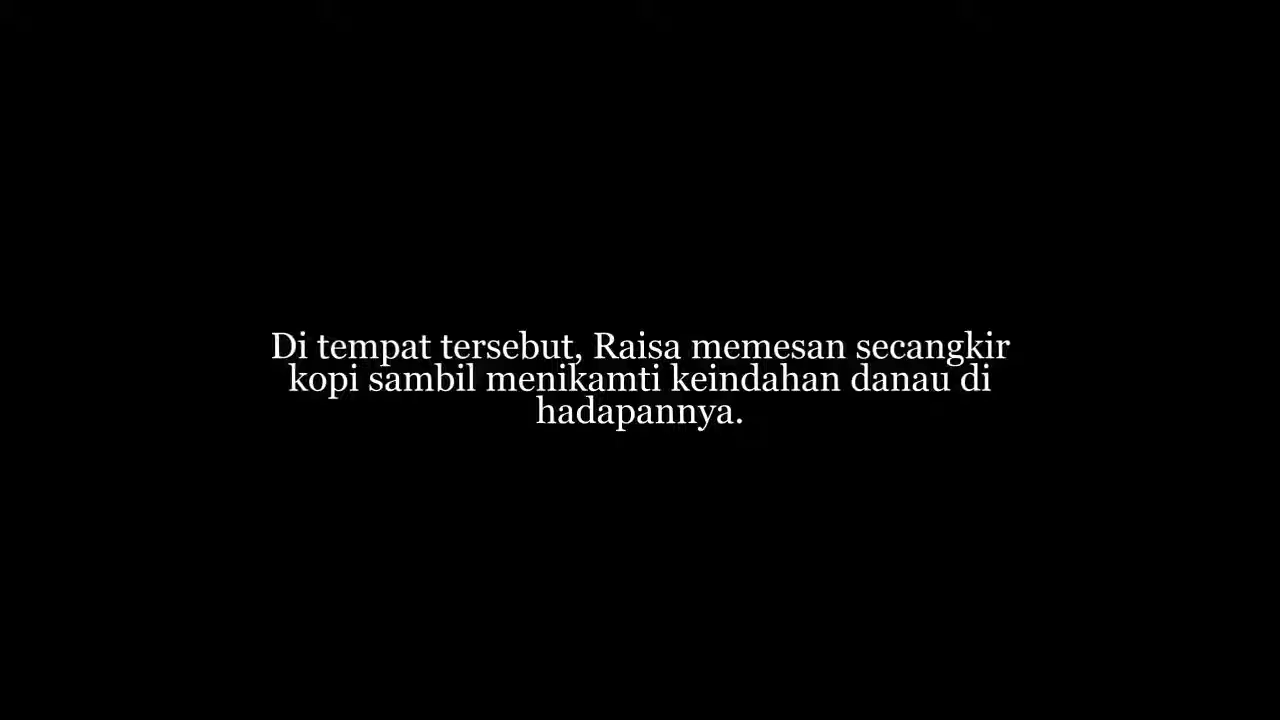 Di tempat tersebut, Raisa memesan secangkir
kopi sambil menikamti keindahan danau di
hadapannya.